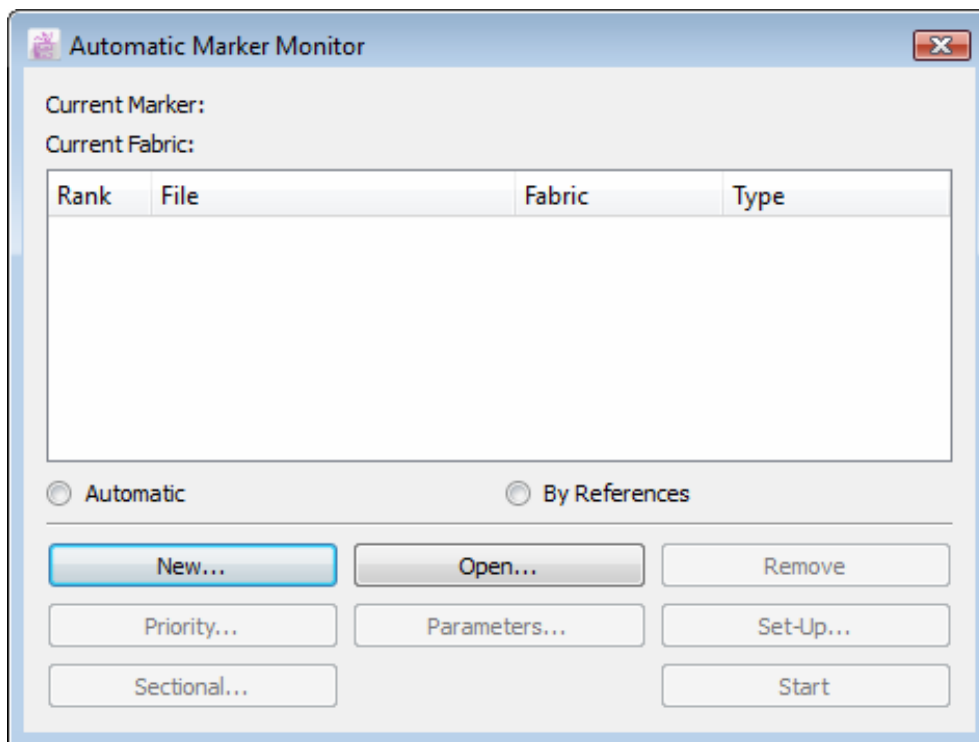 Automatic Marker Monitor
Current Marker:
Current Fabric:
Rank File Fabric Type
Automatic By References
New... Open... Remove
Priority... Parameters... Set-Up...
Sectional... Start